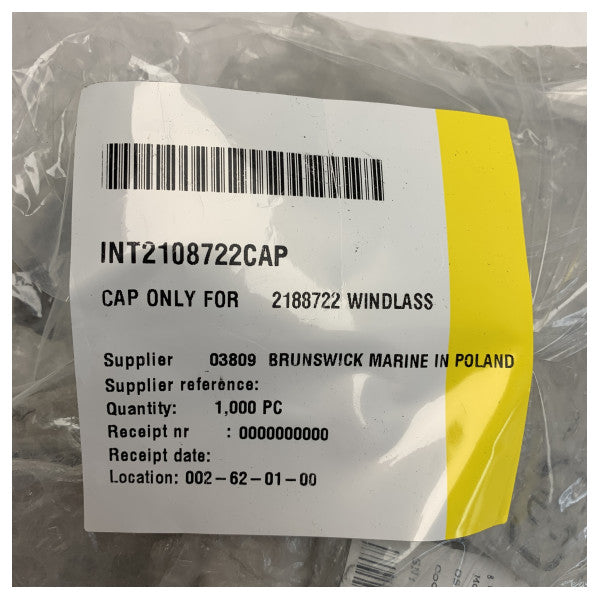 INT2108722CAP
CAP ONLY FOR 2188722 WINDLASS
Supplier 03809 BRUNSWICK MARINE IN POLAND
Supplier reference:
Quantity: 1,000 PC
Receipt nr : 0000000000
Receipt date:
Location: 002-62-01-00